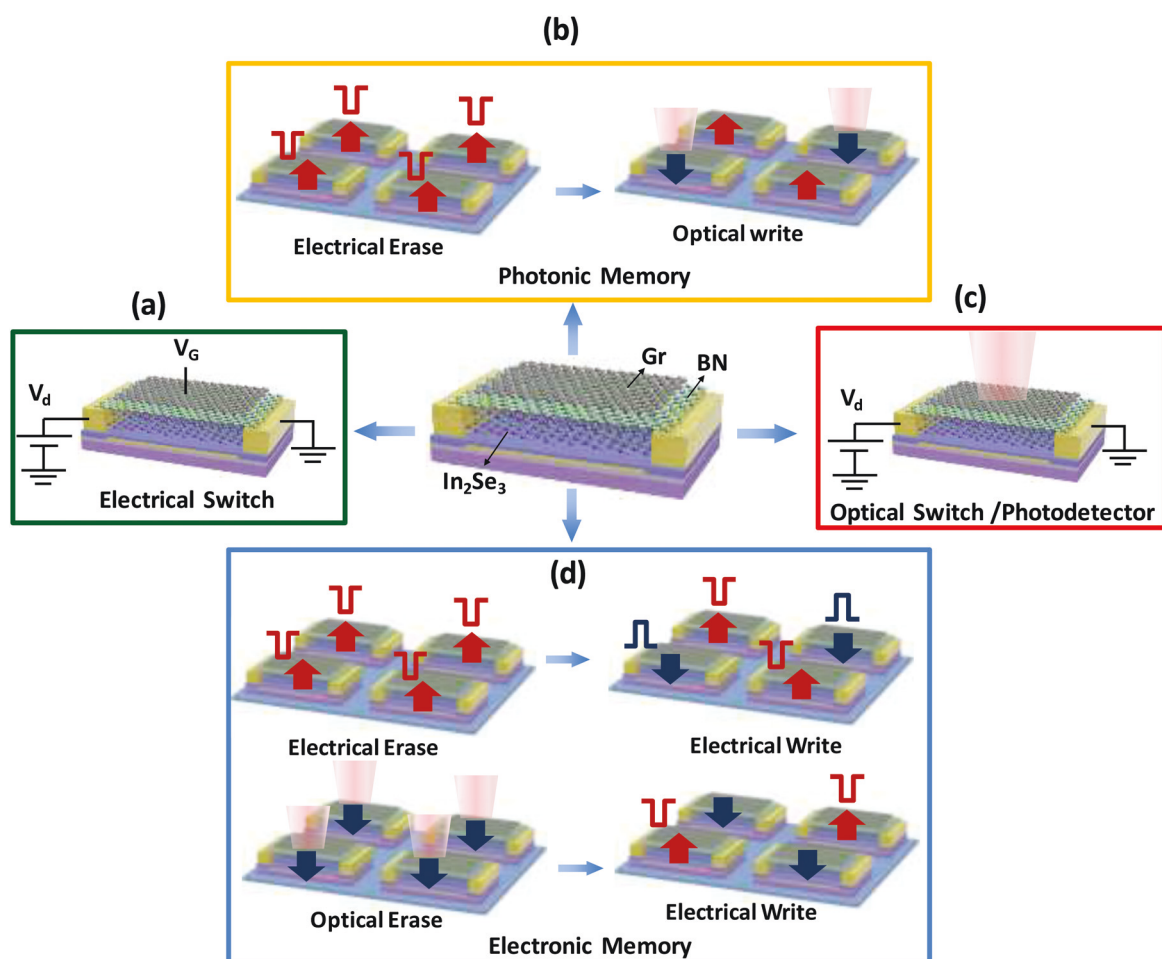 (b)
Electrical Erase
Optical write
Photonic Memory
(a)
V_G
V_d
Electrical Switch
Gr
BN
In₂Se₃
(c)
V_d
Optical Switch /Photodetector
(d)
Electrical Erase
Electrical Write
Optical Erase
Electrical Write
Electronic Memory